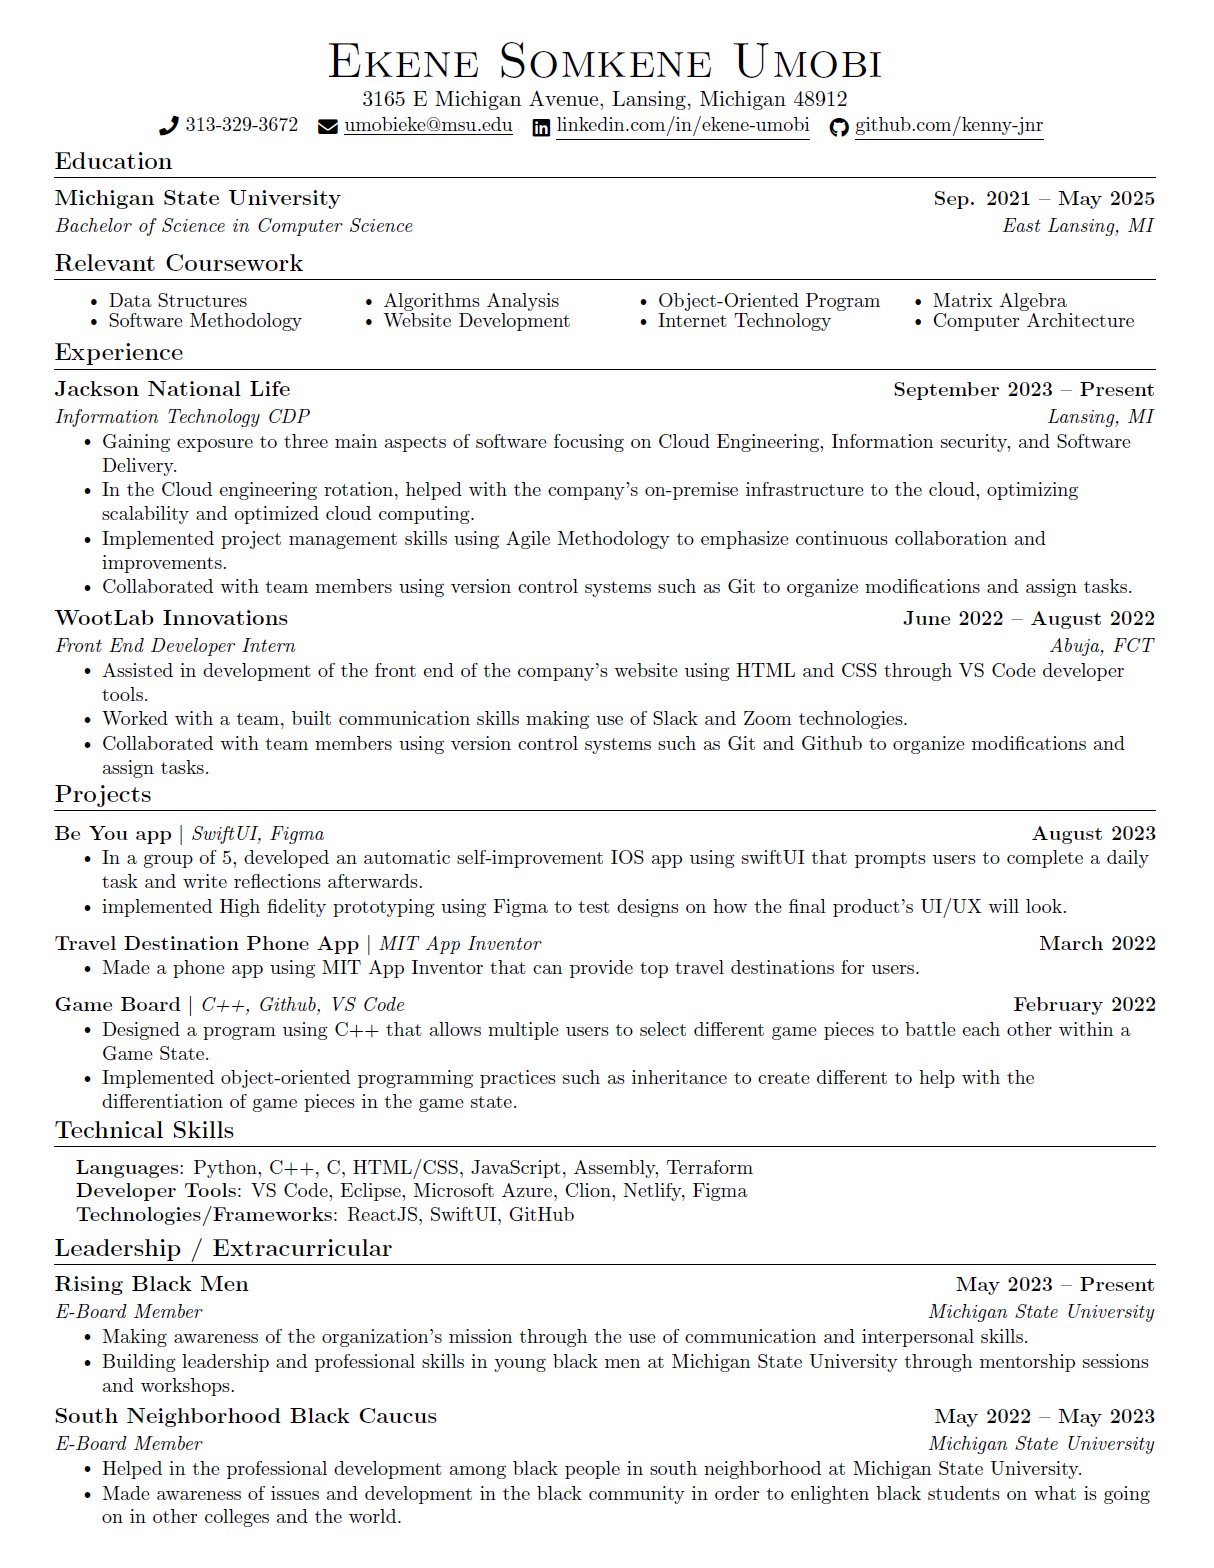 Ekene Somkene Umobi
3165 E Michigan Avenue, Lansing, Michigan 48912
313-329-3672 umobieke@msu.edu linkedin.com/in/ekene-umobi github.com/kenny-jnr
Education
Michigan State University Sep. 2021 – May 2025
Bachelor of Science in Computer Science East Lansing, MI
Relevant Coursework
• Data Structures • Algorithms Analysis • Object-Oriented Program • Matrix Algebra
• Software Methodology • Website Development • Internet Technology • Computer Architecture
Experience
Jackson National Life September 2023 – Present
Information Technology CDP Lansing, MI
• Gaining exposure to three main aspects of software focusing on Cloud Engineering, Information security, and Software
Delivery.
• In the Cloud engineering rotation, helped with the company's on-premise infrastructure to the cloud, optimizing
scalability and optimized cloud computing.
• Implemented project management skills using Agile Methodology to emphasize continuous collaboration and
improvements.
• Collaborated with team members using version control systems such as Git to organize modifications and assign tasks.
WootLab Innovations June 2022 – August 2022
Front End Developer Intern Abuja, FCT
• Assisted in development of the front end of the company's website using HTML and CSS through VS Code developer
tools.
• Worked with a team, built communication skills making use of Slack and Zoom technologies.
• Collaborated with team members using version control systems such as Git and Github to organize modifications and
assign tasks.
Projects
Be You app | SwiftUI, Figma August 2023
• In a group of 5, developed an automatic self-improvement IOS app using swiftUI that prompts users to complete a daily
task and write reflections afterwards.
• implemented High fidelity prototyping using Figma to test designs on how the final product's UI/UX will look.
Travel Destination Phone App | MIT App Inventor March 2022
• Made a phone app using MIT App Inventor that can provide top travel destinations for users.
Game Board | C++, Github, VS Code February 2022
• Designed a program using C++ that allows multiple users to select different game pieces to battle each other within a
Game State.
• Implemented object-oriented programming practices such as inheritance to create different to help with the
differentiation of game pieces in the game state.
Technical Skills
Languages: Python, C++, C, HTML/CSS, JavaScript, Assembly, Terraform
Developer Tools: VS Code, Eclipse, Microsoft Azure, Clion, Netlify, Figma
Technologies/Frameworks: ReactJS, SwiftUI, GitHub
Leadership / Extracurricular
Rising Black Men May 2023 – Present
E-Board Member Michigan State University
• Making awareness of the organization's mission through the use of communication and interpersonal skills.
• Building leadership and professional skills in young black men at Michigan State University through mentorship sessions
and workshops.
South Neighborhood Black Caucus May 2022 – May 2023
E-Board Member Michigan State University
• Helped in the professional development among black people in south neighborhood at Michigan State University.
• Made awareness of issues and development in the black community in order to enlighten black students on what is going
on in other colleges and the world.